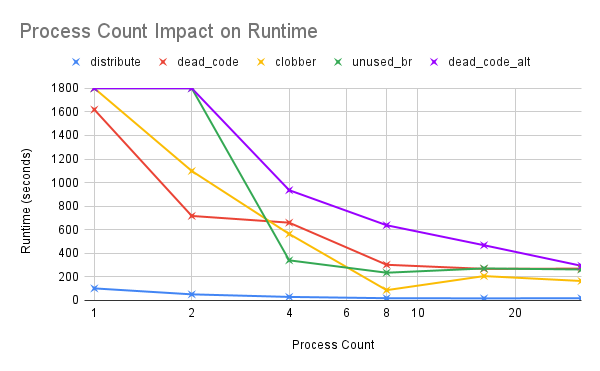 Process Count Impact on Runtime
distribute dead_code clobber unused_br dead_code_alt
1800
1600
1400
1200
1000
800
600
400
200
0
Runtime (seconds)
1 2 4 6 8 10 20
Process Count